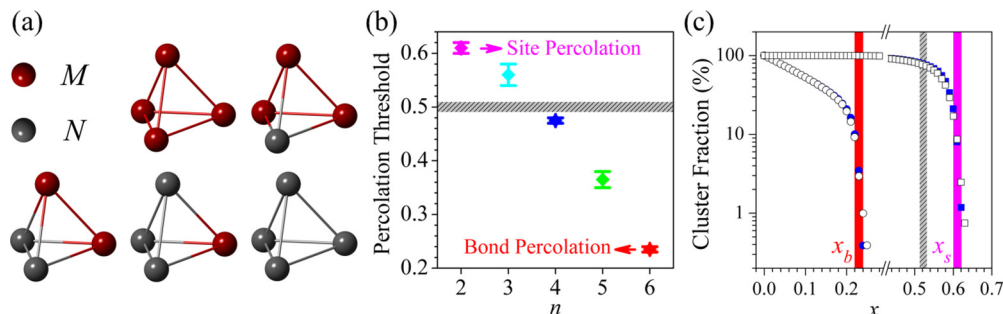 (a)
M
N
(b)
Percolation Threshold
0.6
0.5
0.4
0.3
0.2
Site Percolation
Bond Percolation
2 3 4 5 6
n
(c)
Cluster Fraction (%)
100
10
1
x_b
x_s
0.0 0.2 0.5 0.6 0.7
x